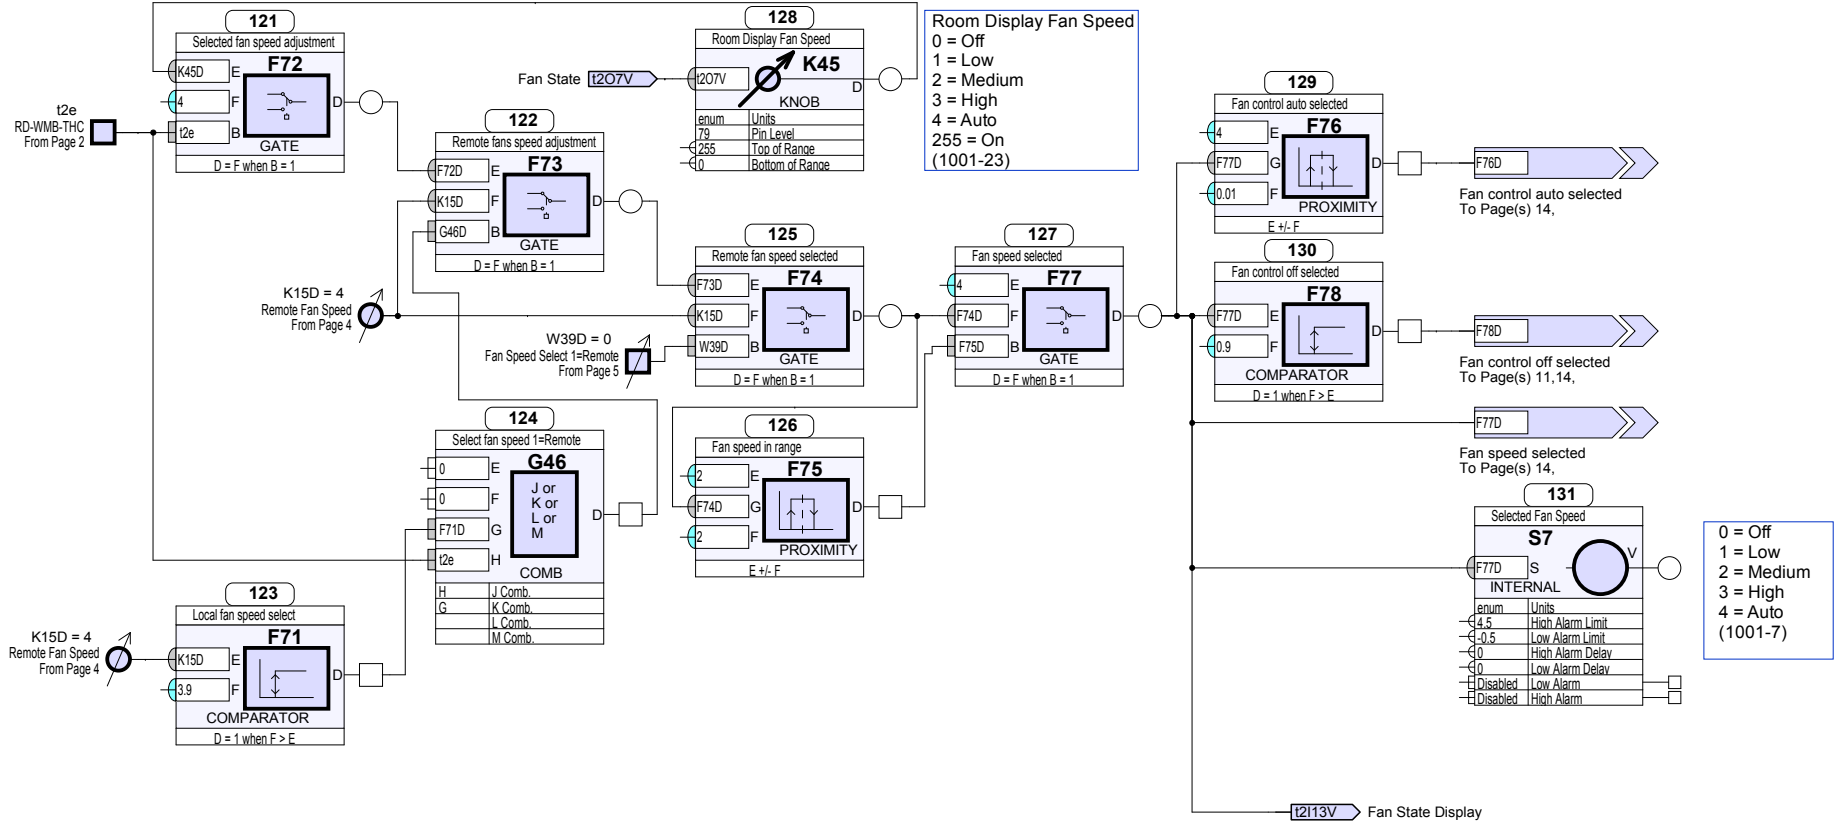 121
Selected fan speed adjustment
F72
K45D E
4 F
D
t2e B
GATE
D = F when B = 1
t2e
RD-WMB-THC
From Page 2
122
Remote fans speed adjustment
F73
F72D E
K15D F
D
G46D B
GATE
D = F when B = 1
K15D = 4
Remote Fan Speed
From Page 4
128
Room Display Fan Speed
K45
Fan State t2O7V
t2O7V
D
KNOB
enum Units
79 Pin Level
255 Top of Range
0 Bottom of Range
Room Display Fan Speed
0 = Off
1 = Low
2 = Medium
3 = High
4 = Auto
255 = On
(1001-23)
125
Remote fan speed selected
F74
F73D E
K15D F
D
W39D B
GATE
D = F when B = 1
W39D = 0
Fan Speed Select 1=Remote
From Page 5
127
Fan speed selected
F77
4 E
F74D F
D
F75D B
GATE
D = F when B = 1
129
Fan control auto selected
F76
4 E
F77D G
D
0.01 F
PROXIMITY
E +/- F
F76D
Fan control auto selected
To Page(s) 14,
130
Fan control off selected
F78
F77D E
D
0.9 F
COMPARATOR
D = 1 when F > E
F78D
Fan control off selected
To Page(s) 11,14,
F77D
Fan speed selected
To Page(s) 14,
124
Select fan speed 1=Remote
G46
0 E
0 F
F71D G
t2e H
J or
K or
L or
M
D
COMB
H J Comb.
G K Comb.
L Comb.
M Comb.
126
Fan speed in range
F75
2 E
F74D G
D
2 F
PROXIMITY
E +/- F
123
Local fan speed select
F71
K15D E
D
3.9 F
COMPARATOR
D = 1 when F > E
K15D = 4
Remote Fan Speed
From Page 4
131
Selected Fan Speed
S7
V
F77D S
INTERNAL
enum Units
4.5 High Alarm Limit
-0.5 Low Alarm Limit
0 High Alarm Delay
0 Low Alarm Delay
Disabled Low Alarm
Disabled High Alarm
0 = Off
1 = Low
2 = Medium
3 = High
4 = Auto
(1001-7)
t2I13V Fan State Display